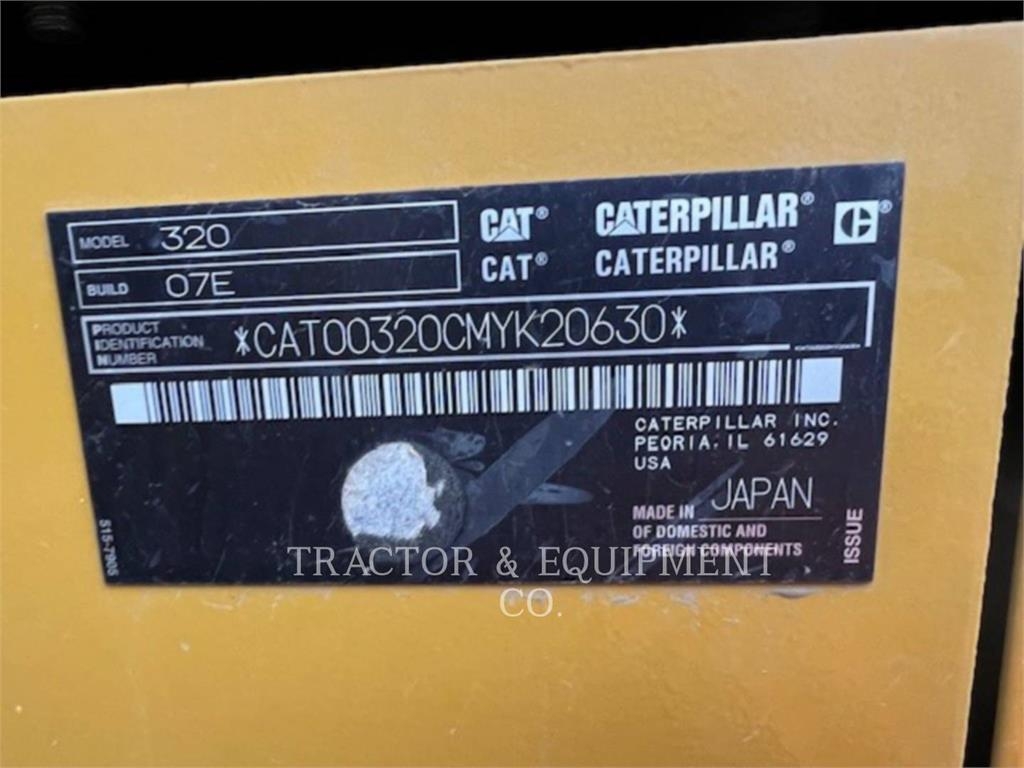 MODEL 320
BUILD 07E
CAT® CATERPILLAR®
CAT® CATERPILLAR®
PRODUCT
IDENTIFICATION
NUMBER
*CAT00320CMYK20630*
CATERPILLAR INC.
PEORIA, IL 61629
USA
MADE IN JAPAN
OF DOMESTIC AND
FOREIGN COMPONENTS
ISSUE
515-7905
TRACTOR & EQUIPMENT
CO.